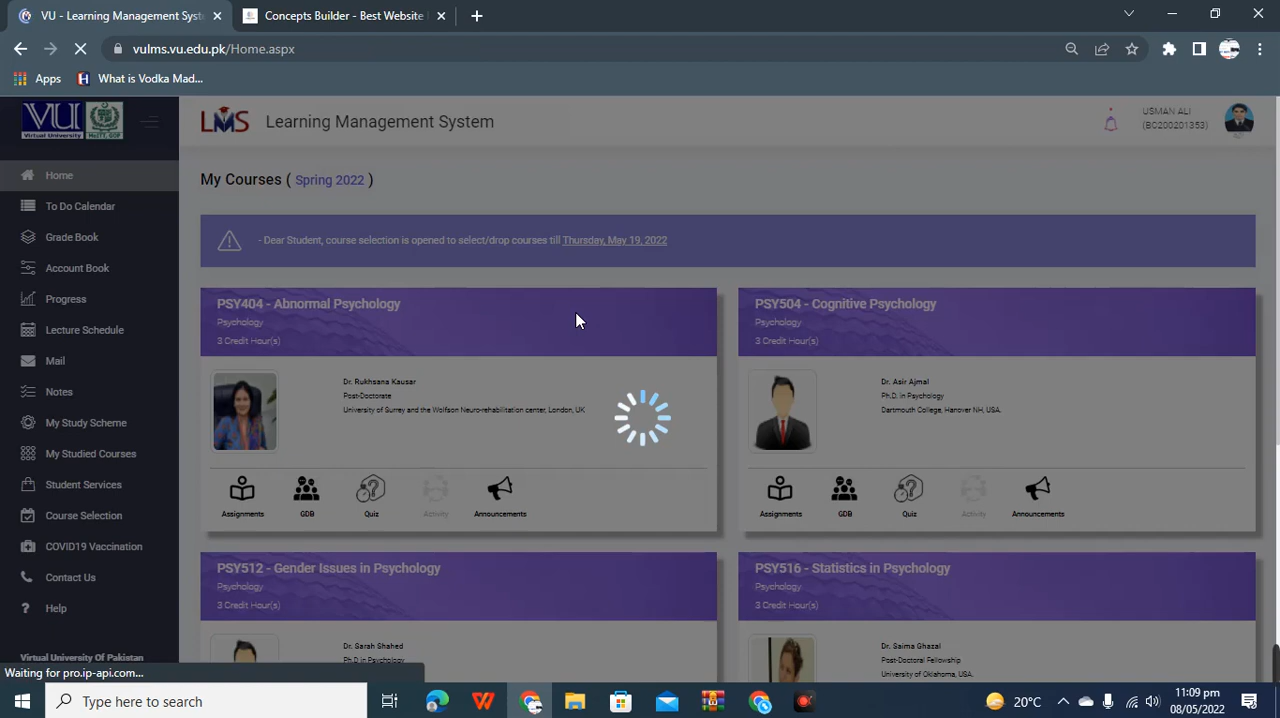 VU - Learning Management Syst
Concepts Builder - Best Website
vulms.vu.edu.pk/Home.aspx
Apps
What is Vodka Mad...
VU
Virtual University
MoITT, GOP
LMS
Learning Management System
USMAN ALI
(BC200201353)
Home
To Do Calendar
Grade Book
Account Book
Progress
Lecture Schedule
Mail
Notes
My Study Scheme
My Studied Courses
Student Services
Course Selection
COVID19 Vaccination
Contact Us
Help
Virtual University Of Pakistan
My Courses ( Spring 2022 )
- Dear Student, course selection is opened to select/drop courses till Thursday, May 19, 2022
PSY404 - Abnormal Psychology
Psychology
3 Credit Hour(s)
Dr. Rukhsana Kausar
Post-Doctorate
University of Surrey and the Wolfson Neuro-rehabilitation center, London, UK
Assignments
GDB
Quiz
Activity
Announcements
PSY504 - Cognitive Psychology
Psychology
3 Credit Hour(s)
Dr. Asir Ajmal
Ph.D. in Psychology
Dartmouth College, Hanover NH, USA.
Assignments
GDB
Quiz
Activity
Announcements
PSY512 - Gender Issues in Psychology
Psychology
3 Credit Hour(s)
Dr. Sarah Shahed
Ph.D in Psychology
PSY516 - Statistics in Psychology
Psychology
3 Credit Hour(s)
Dr. Saima Ghazal
Post-Doctoral Fellowship
University of Oklahoma, USA.
Waiting for pro.ip-api.com...
Type here to search
20°C
11:09 pm
08/05/2022